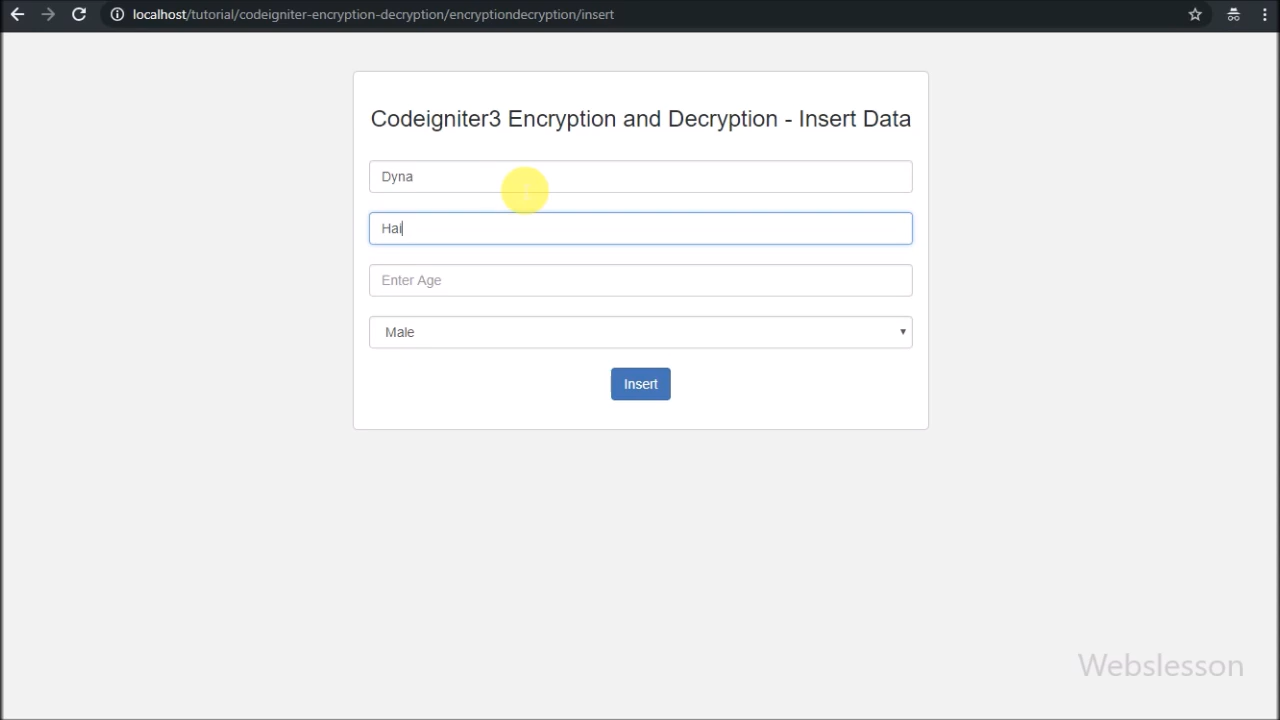 localhost/tutorial/codeigniter-encryption-decryption/encryptiondecryption/insert
Codeigniter3 Encryption and Decryption - Insert Data
Dyna
Hai
Enter Age
Male
Insert
Webslesson